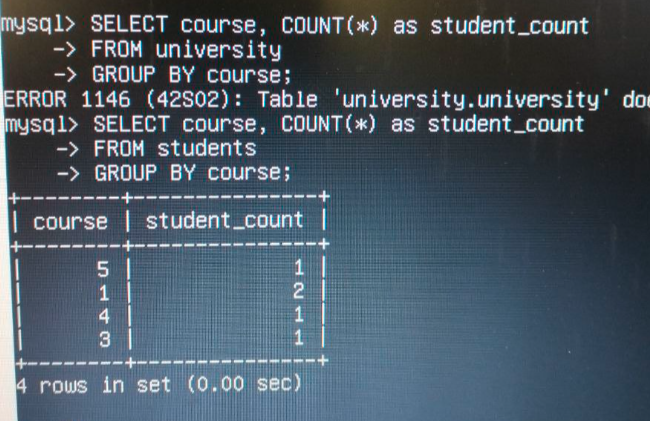 mysql> SELECT course, COUNT(*) as student_count
    -> FROM university
    -> GROUP BY course;
ERROR 1146 (42S02): Table 'university.university'
mysql> SELECT course, COUNT(*) as student_count
    -> FROM students
    -> GROUP BY course;
+--------+---------------+
| course | student_count |
+--------+---------------+
|      5 |             1 |
|      1 |             2 |
|      4 |             1 |
|      3 |             1 |
+--------+---------------+
4 rows in set (0.00 sec)